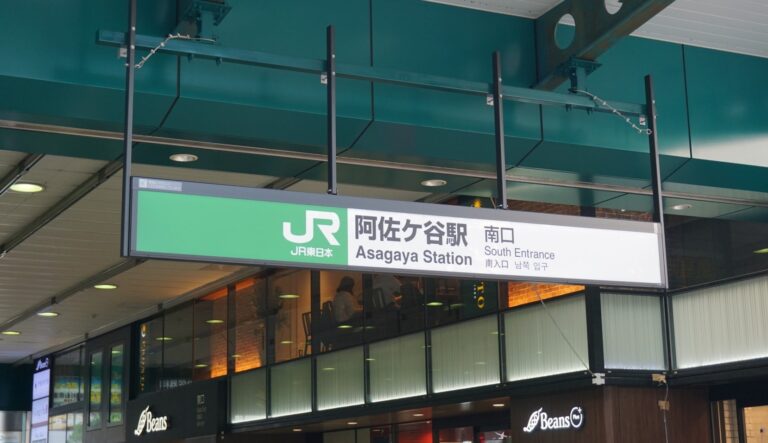 JR
JR東日本
阿佐ケ谷駅
Asagaya Station
南口
South Entrance
南入口 남쪽 입구
Beans
Beans